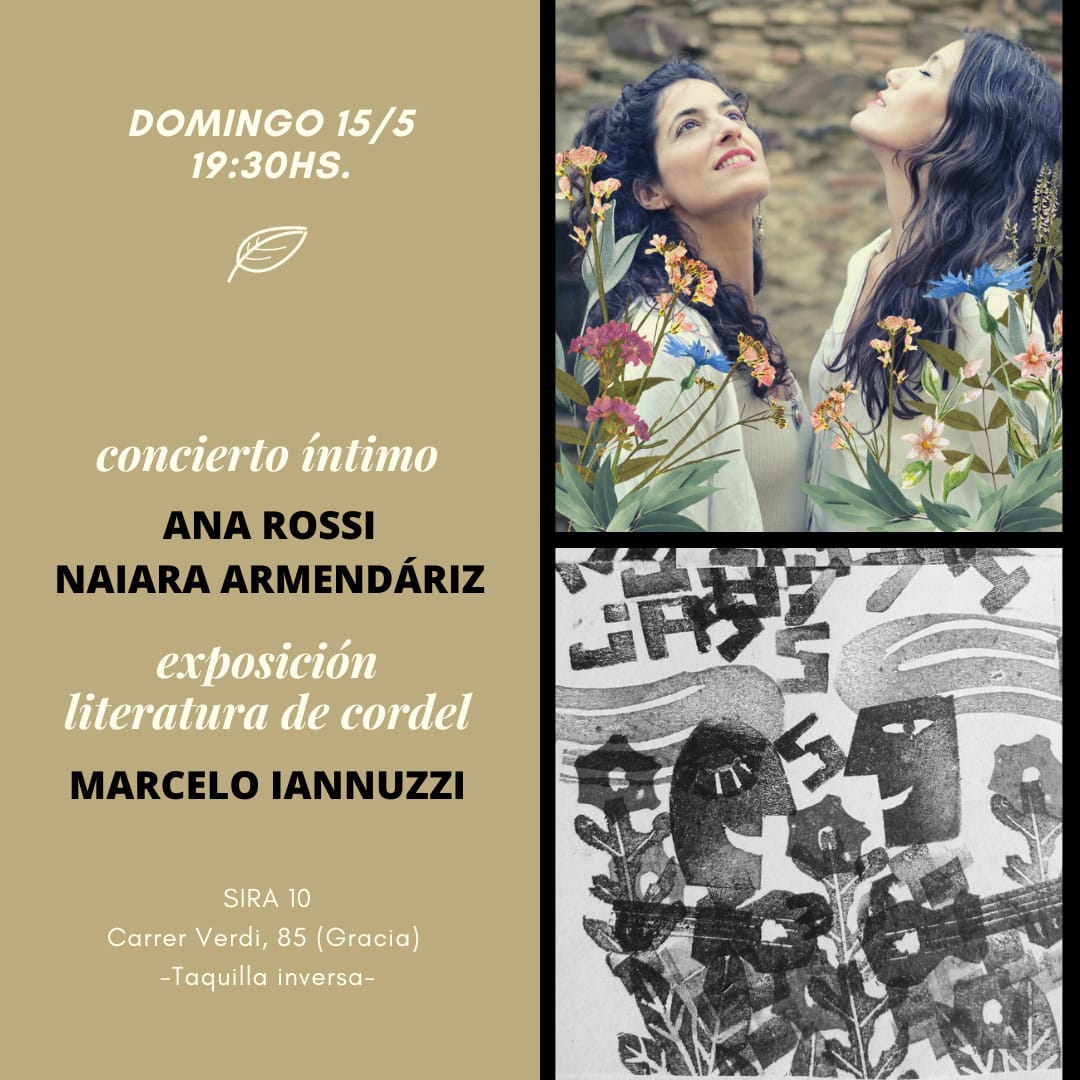 DOMINGO 15/5
19:30HS.
concierto íntimo
ANA ROSSI
NAIARA ARMENDÁRIZ
exposición
literatura de cordel
MARCELO IANNUZZI
SIRA 10
Carrer Verdi, 85 (Gracia)
-Taquilla inversa-